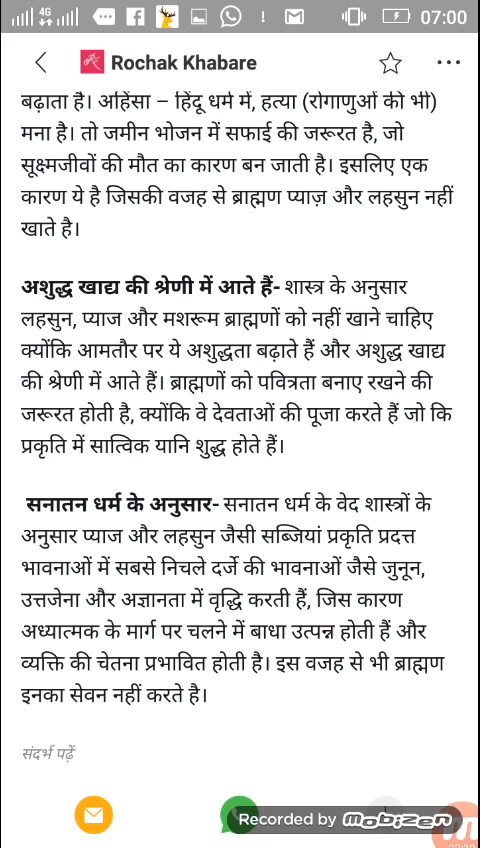 4G
!
07:00
Rochak Khabare
बढ़ाता है। अहिंसा – हिंदू धर्म में, हत्या (रोगाणुओं की भी)
मना है। तो जमीन भोजन में सफाई की जरूरत है, जो
सूक्ष्मजीवों की मौत का कारण बन जाती है। इसलिए एक
कारण ये है जिसकी वजह से ब्राह्मण प्याज़ और लहसुन नहीं
खाते है।
अशुद्ध खाद्य की श्रेणी में आते हैं- शास्त्र के अनुसार
लहसुन, प्याज और मशरूम ब्राह्मणों को नहीं खाने चाहिए
क्योंकि आमतौर पर ये अशुद्धता बढ़ाते हैं और अशुद्ध खाद्य
की श्रेणी में आते हैं। ब्राह्मणों को पवित्रता बनाए रखने की
जरूरत होती है, क्योंकि वे देवताओं की पूजा करते हैं जो कि
प्रकृति में सात्विक यानि शुद्ध होते हैं।
सनातन धर्म के अनुसार- सनातन धर्म के वेद शास्त्रों के
अनुसार प्याज और लहसुन जैसी सब्जियां प्रकृति प्रदत्त
भावनाओं में सबसे निचले दर्जे की भावनाओं जैसे जुनून,
उत्तजेना और अज्ञानता में वृद्धि करती हैं, जिस कारण
अध्यात्मक के मार्ग पर चलने में बाधा उत्पन्न होती हैं और
व्यक्ति की चेतना प्रभावित होती है। इस वजह से भी ब्राह्मण
इनका सेवन नहीं करते है।
संदर्भ पढ़ें
Recorded by mobizen